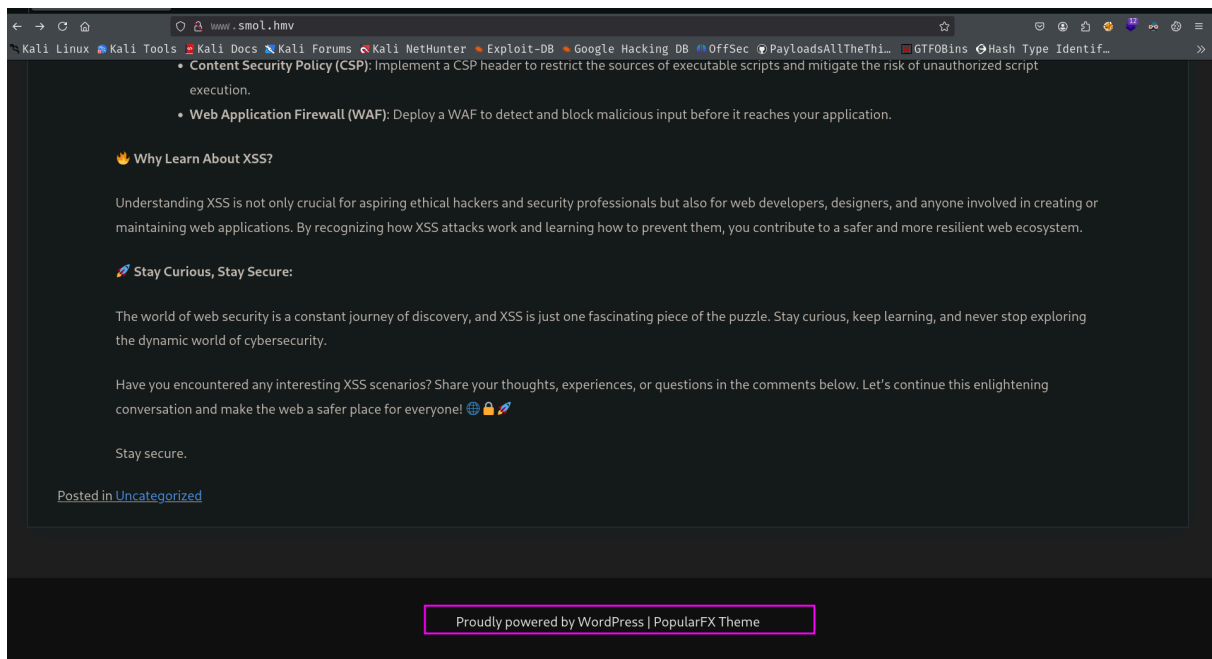 www.smol.hmv
12
Kali Linux Kali Tools Kali Docs Kali Forums Kali NetHunter Exploit-DB Google Hacking DB OffSec PayloadsAllTheThi… GTFOBins Hash Type Identif…
• Content Security Policy (CSP): Implement a CSP header to restrict the sources of executable scripts and mitigate the risk of unauthorized script
execution.
• Web Application Firewall (WAF): Deploy a WAF to detect and block malicious input before it reaches your application.
🔥 Why Learn About XSS?
Understanding XSS is not only crucial for aspiring ethical hackers and security professionals but also for web developers, designers, and anyone involved in creating or
maintaining web applications. By recognizing how XSS attacks work and learning how to prevent them, you contribute to a safer and more resilient web ecosystem.
🚀 Stay Curious, Stay Secure:
The world of web security is a constant journey of discovery, and XSS is just one fascinating piece of the puzzle. Stay curious, keep learning, and never stop exploring
the dynamic world of cybersecurity.
Have you encountered any interesting XSS scenarios? Share your thoughts, experiences, or questions in the comments below. Let's continue this enlightening
conversation and make the web a safer place for everyone! 🌐🔒🚀
Stay secure.
Posted in Uncategorized
Proudly powered by WordPress | PopularFX Theme